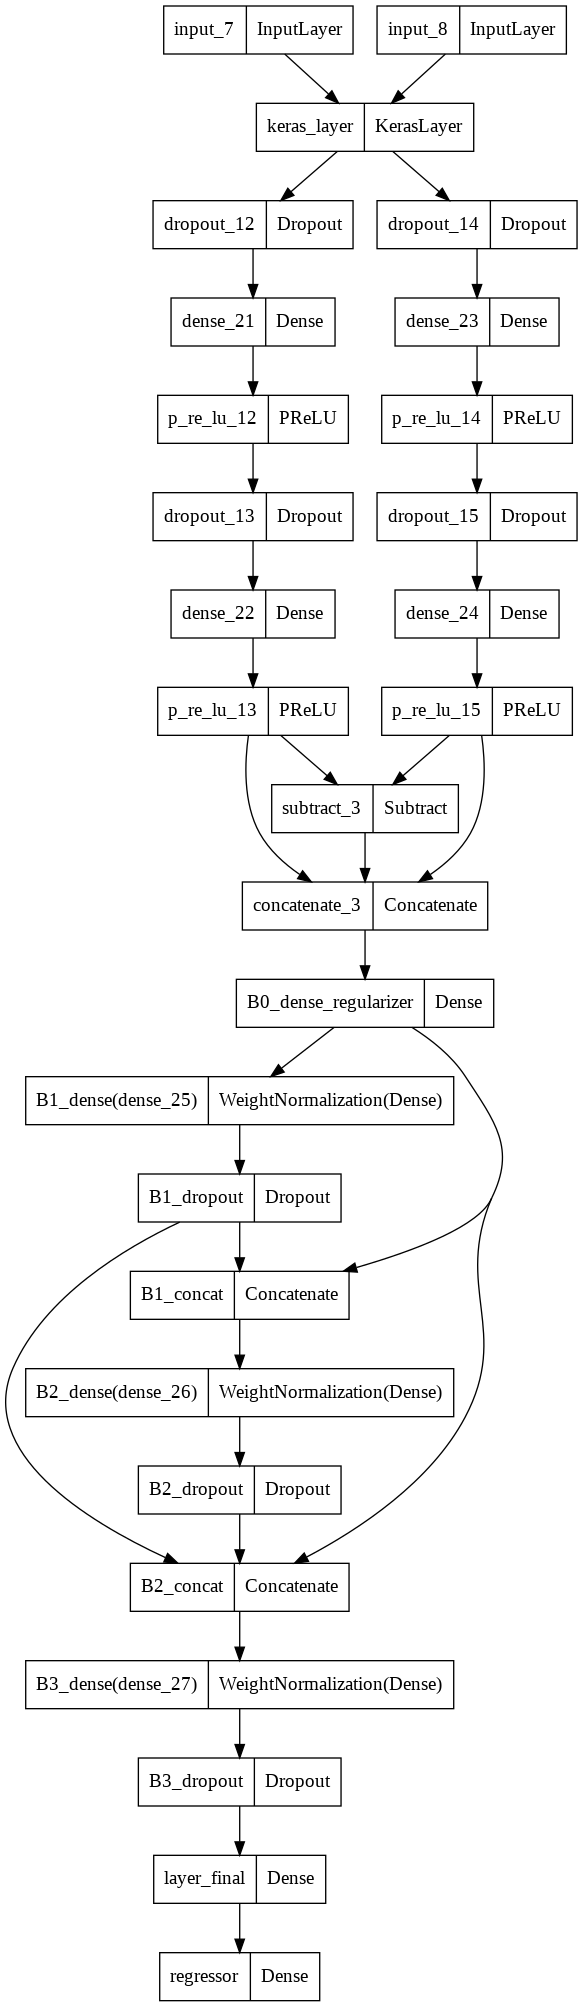 input_7 InputLayer input_8 InputLayer
keras_layer KerasLayer
dropout_12 Dropout dropout_14 Dropout
dense_21 Dense dense_23 Dense
p_re_lu_12 PReLU p_re_lu_14 PReLU
dropout_13 Dropout dropout_15 Dropout
dense_22 Dense dense_24 Dense
p_re_lu_13 PReLU p_re_lu_15 PReLU
subtract_3 Subtract
concatenate_3 Concatenate
B0_dense_regularizer Dense
B1_dense(dense_25) WeightNormalization(Dense)
B1_dropout Dropout
B1_concat Concatenate
B2_dense(dense_26) WeightNormalization(Dense)
B2_dropout Dropout
B2_concat Concatenate
B3_dense(dense_27) WeightNormalization(Dense)
B3_dropout Dropout
layer_final Dense
regressor Dense